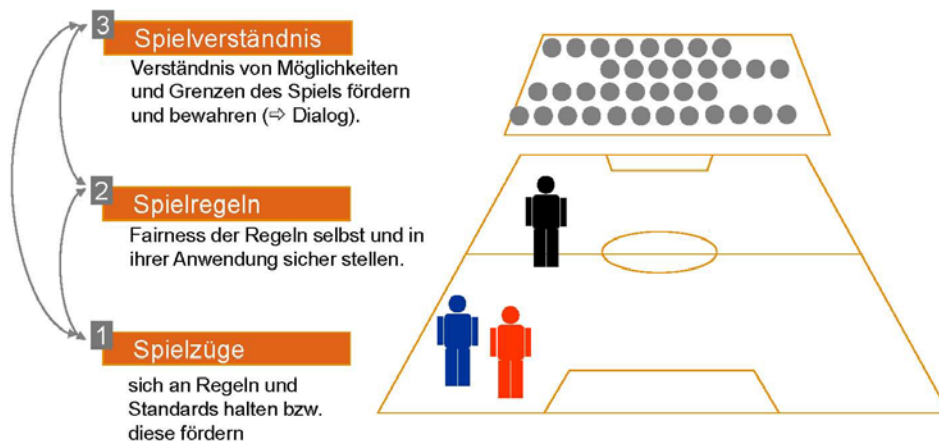 3 Spielverständnis
Verständnis von Möglichkeiten
und Grenzen des Spiels fördern
und bewahren (⇨ Dialog).
2 Spielregeln
Fairness der Regeln selbst und in
ihrer Anwendung sicher stellen.
1 Spielzüge
sich an Regeln und
Standards halten bzw.
diese fördern